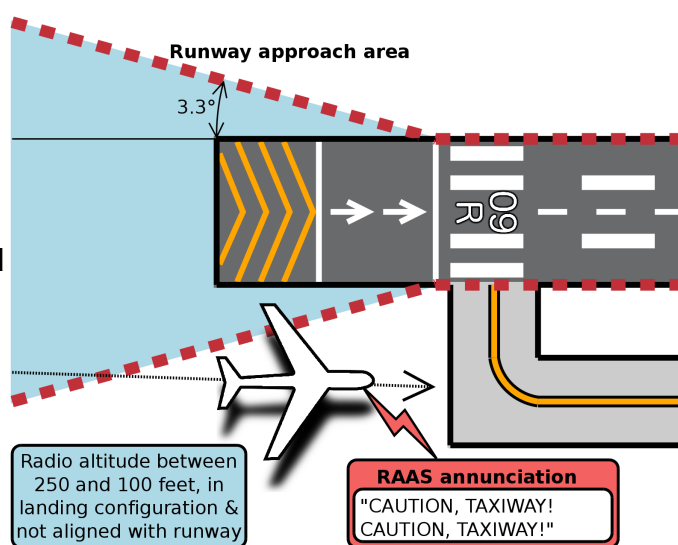 Runway approach area
3.3°
09
R
Radio altitude between
250 and 100 feet, in
landing configuration &
not aligned with runway
RAAS annunciation
"CAUTION, TAXIWAY!
CAUTION, TAXIWAY!"